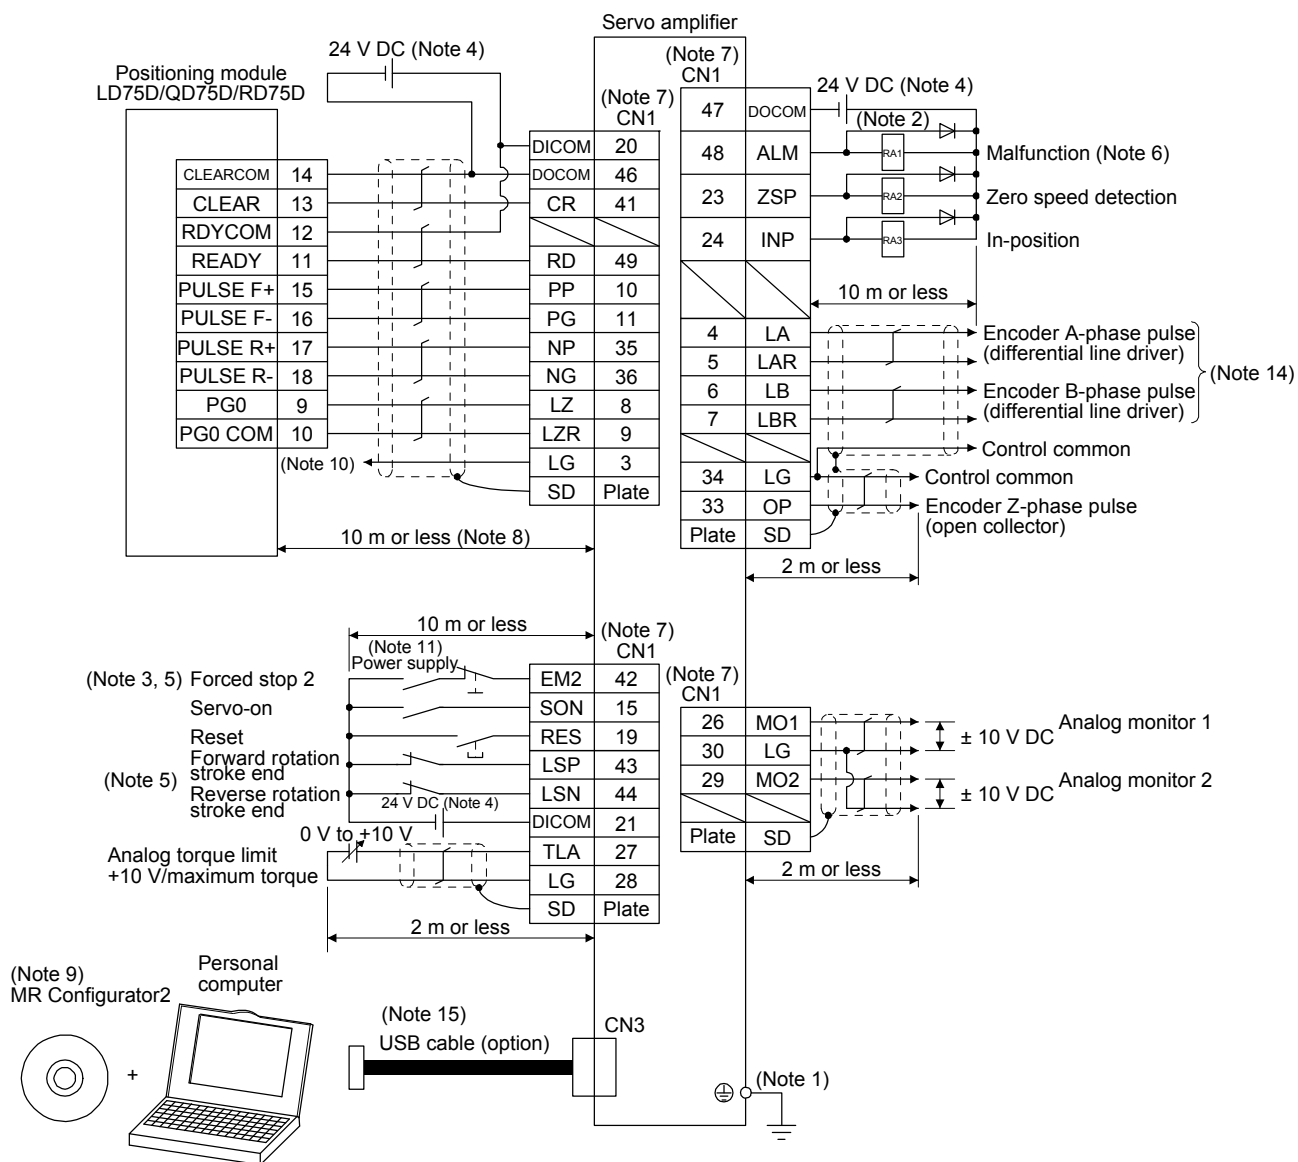 Servo amplifier
24 V DC (Note 4)
Positioning module
LD75D/QD75D/RD75D
(Note 7)
CN1
CLEARCOM 14
CLEAR 13
RDYCOM 12
READY 11
PULSE F+ 15
PULSE F- 16
PULSE R+ 17
PULSE R- 18
PG0 9
PG0 COM 10
(Note 10)
DICOM 20
DOCOM 46
CR 41
RD 49
PP 10
PG 11
NP 35
NG 36
LZ 8
LZR 9
LG 3
SD Plate
10 m or less (Note 8)
(Note 7)
CN1
24 V DC (Note 4)
(Note 2)
47 DOCOM
48 ALM RA1 Malfunction (Note 6)
23 ZSP RA2 Zero speed detection
24 INP RA3 In-position
10 m or less
4 LA Encoder A-phase pulse
(differential line driver)
5 LAR
6 LB Encoder B-phase pulse
(differential line driver)
7 LBR
(Note 14)
Control common
34 LG Control common
33 OP Encoder Z-phase pulse
(open collector)
Plate SD
2 m or less
10 m or less
(Note 7)
CN1
(Note 11)
Power supply
(Note 3, 5) Forced stop 2 EM2 42
Servo-on SON 15
Reset RES 19
Forward rotation
stroke end LSP 43
(Note 5)
Reverse rotation
stroke end LSN 44
24 V DC (Note 4)
DICOM 21
0 V to +10 V
Analog torque limit
+10 V/maximum torque
TLA 27
LG 28
SD Plate
2 m or less
(Note 7)
CN1
26 MO1 ± 10 V DC Analog monitor 1
30 LG
29 MO2 ± 10 V DC Analog monitor 2
Plate SD
2 m or less
(Note 9)
MR Configurator2
+
Personal
computer
(Note 15)
USB cable (option)
CN3
(Note 1)